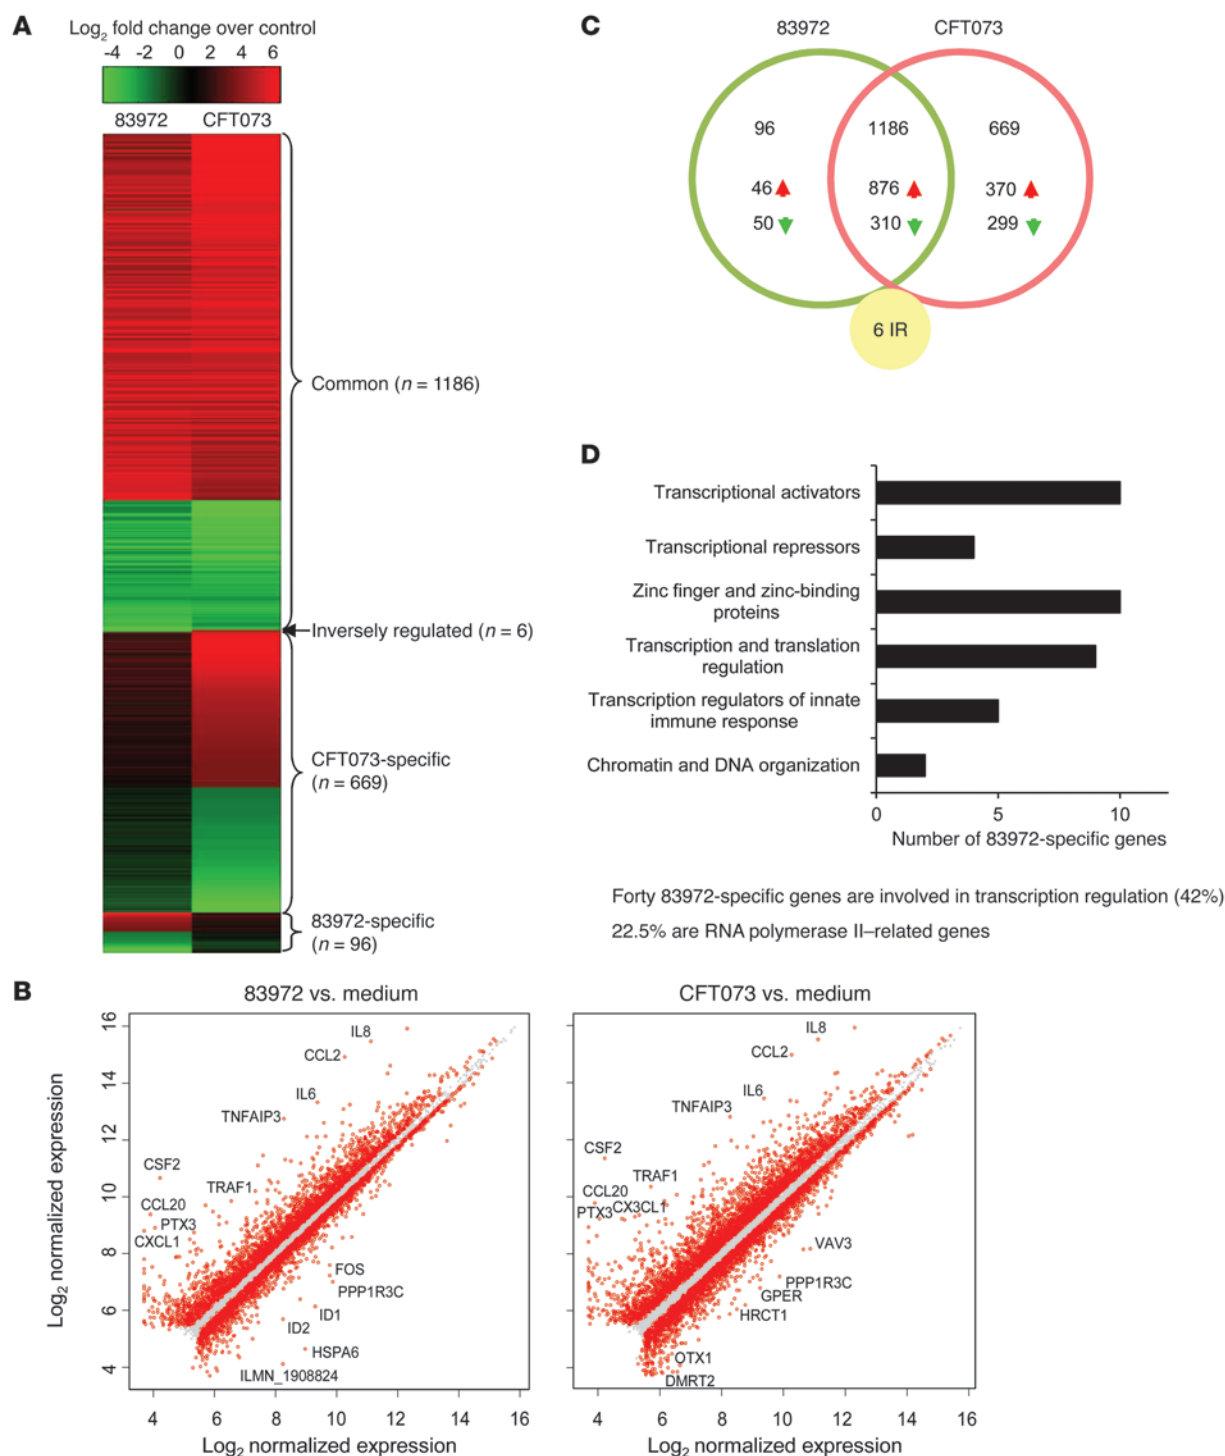 A
Log2 fold change over control
-4 -2 0 2 4 6
83972 CFT073
Common (n = 1186)
Inversely regulated (n = 6)
CFT073-specific
(n = 669)
83972-specific
(n = 96)
C
83972 CFT073
96 1186 669
46 876 370
50 310 299
6 IR
D
Transcriptional activators
Transcriptional repressors
Zinc finger and zinc-binding
proteins
Transcription and translation
regulation
Transcription regulators of innate
immune response
Chromatin and DNA organization
0 5 10
Number of 83972-specific genes
Forty 83972-specific genes are involved in transcription regulation (42%)
22.5% are RNA polymerase II–related genes
B
83972 vs. medium
Log2 normalized expression
16
14
12
10
8
6
4
IL8
CCL2
IL6
TNFAIP3
CSF2
TRAF1
CCL20
PTX3
CXCL1
FOS
PPP1R3C
ID1
ID2
HSPA6
ILMN_1908824
4 6 8 10 12 14 16
Log2 normalized expression
CFT073 vs. medium
IL8
CCL2
IL6
TNFAIP3
CSF2
TRAF1
CCL20
CX3CL1
PTX3
VAV3
PPP1R3C
GPER
HRCT1
OTX1
DMRT2
4 6 8 10 12 14 16
Log2 normalized expression